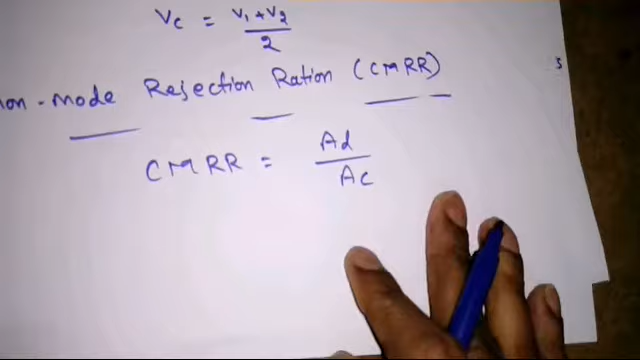 Vc = V1 + V2 / 2
mon-mode Rejection Ration (CMRR)
CMRR = Ad / Ac